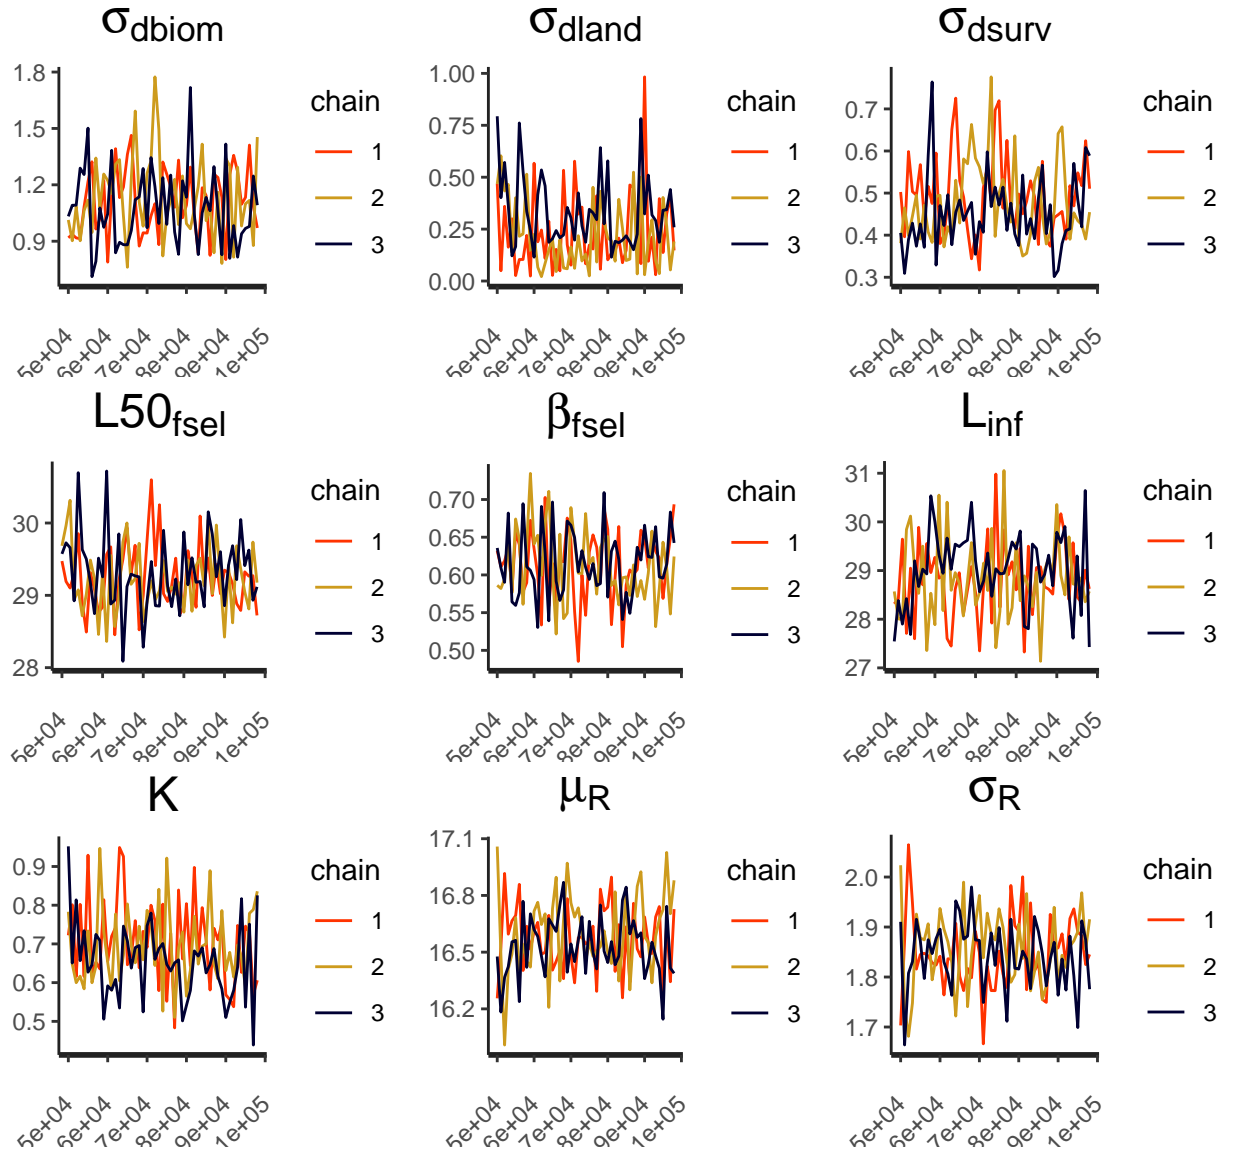 σdbiom
1.8
1.5
1.2
0.9
5e+04
6e+04
7e+04
8e+04
9e+04
1e+05
chain
1
2
3
σdland
1.00
0.75
0.50
0.25
0.00
5e+04
6e+04
7e+04
8e+04
9e+04
1e+05
chain
1
2
3
σdsurv
0.7
0.6
0.5
0.4
0.3
5e+04
6e+04
7e+04
8e+04
9e+04
1e+05
chain
1
2
3
L50fsel
30
29
28
5e+04
6e+04
7e+04
8e+04
9e+04
1e+05
chain
1
2
3
βfsel
0.70
0.65
0.60
0.55
0.50
5e+04
6e+04
7e+04
8e+04
9e+04
1e+05
chain
1
2
3
Linf
31
30
29
28
27
5e+04
6e+04
7e+04
8e+04
9e+04
1e+05
chain
1
2
3
K
0.9
0.8
0.7
0.6
0.5
5e+04
6e+04
7e+04
8e+04
9e+04
1e+05
chain
1
2
3
μR
17.1
16.8
16.5
16.2
5e+04
6e+04
7e+04
8e+04
9e+04
1e+05
chain
1
2
3
σR
2.0
1.9
1.8
1.7
5e+04
6e+04
7e+04
8e+04
9e+04
1e+05
chain
1
2
3